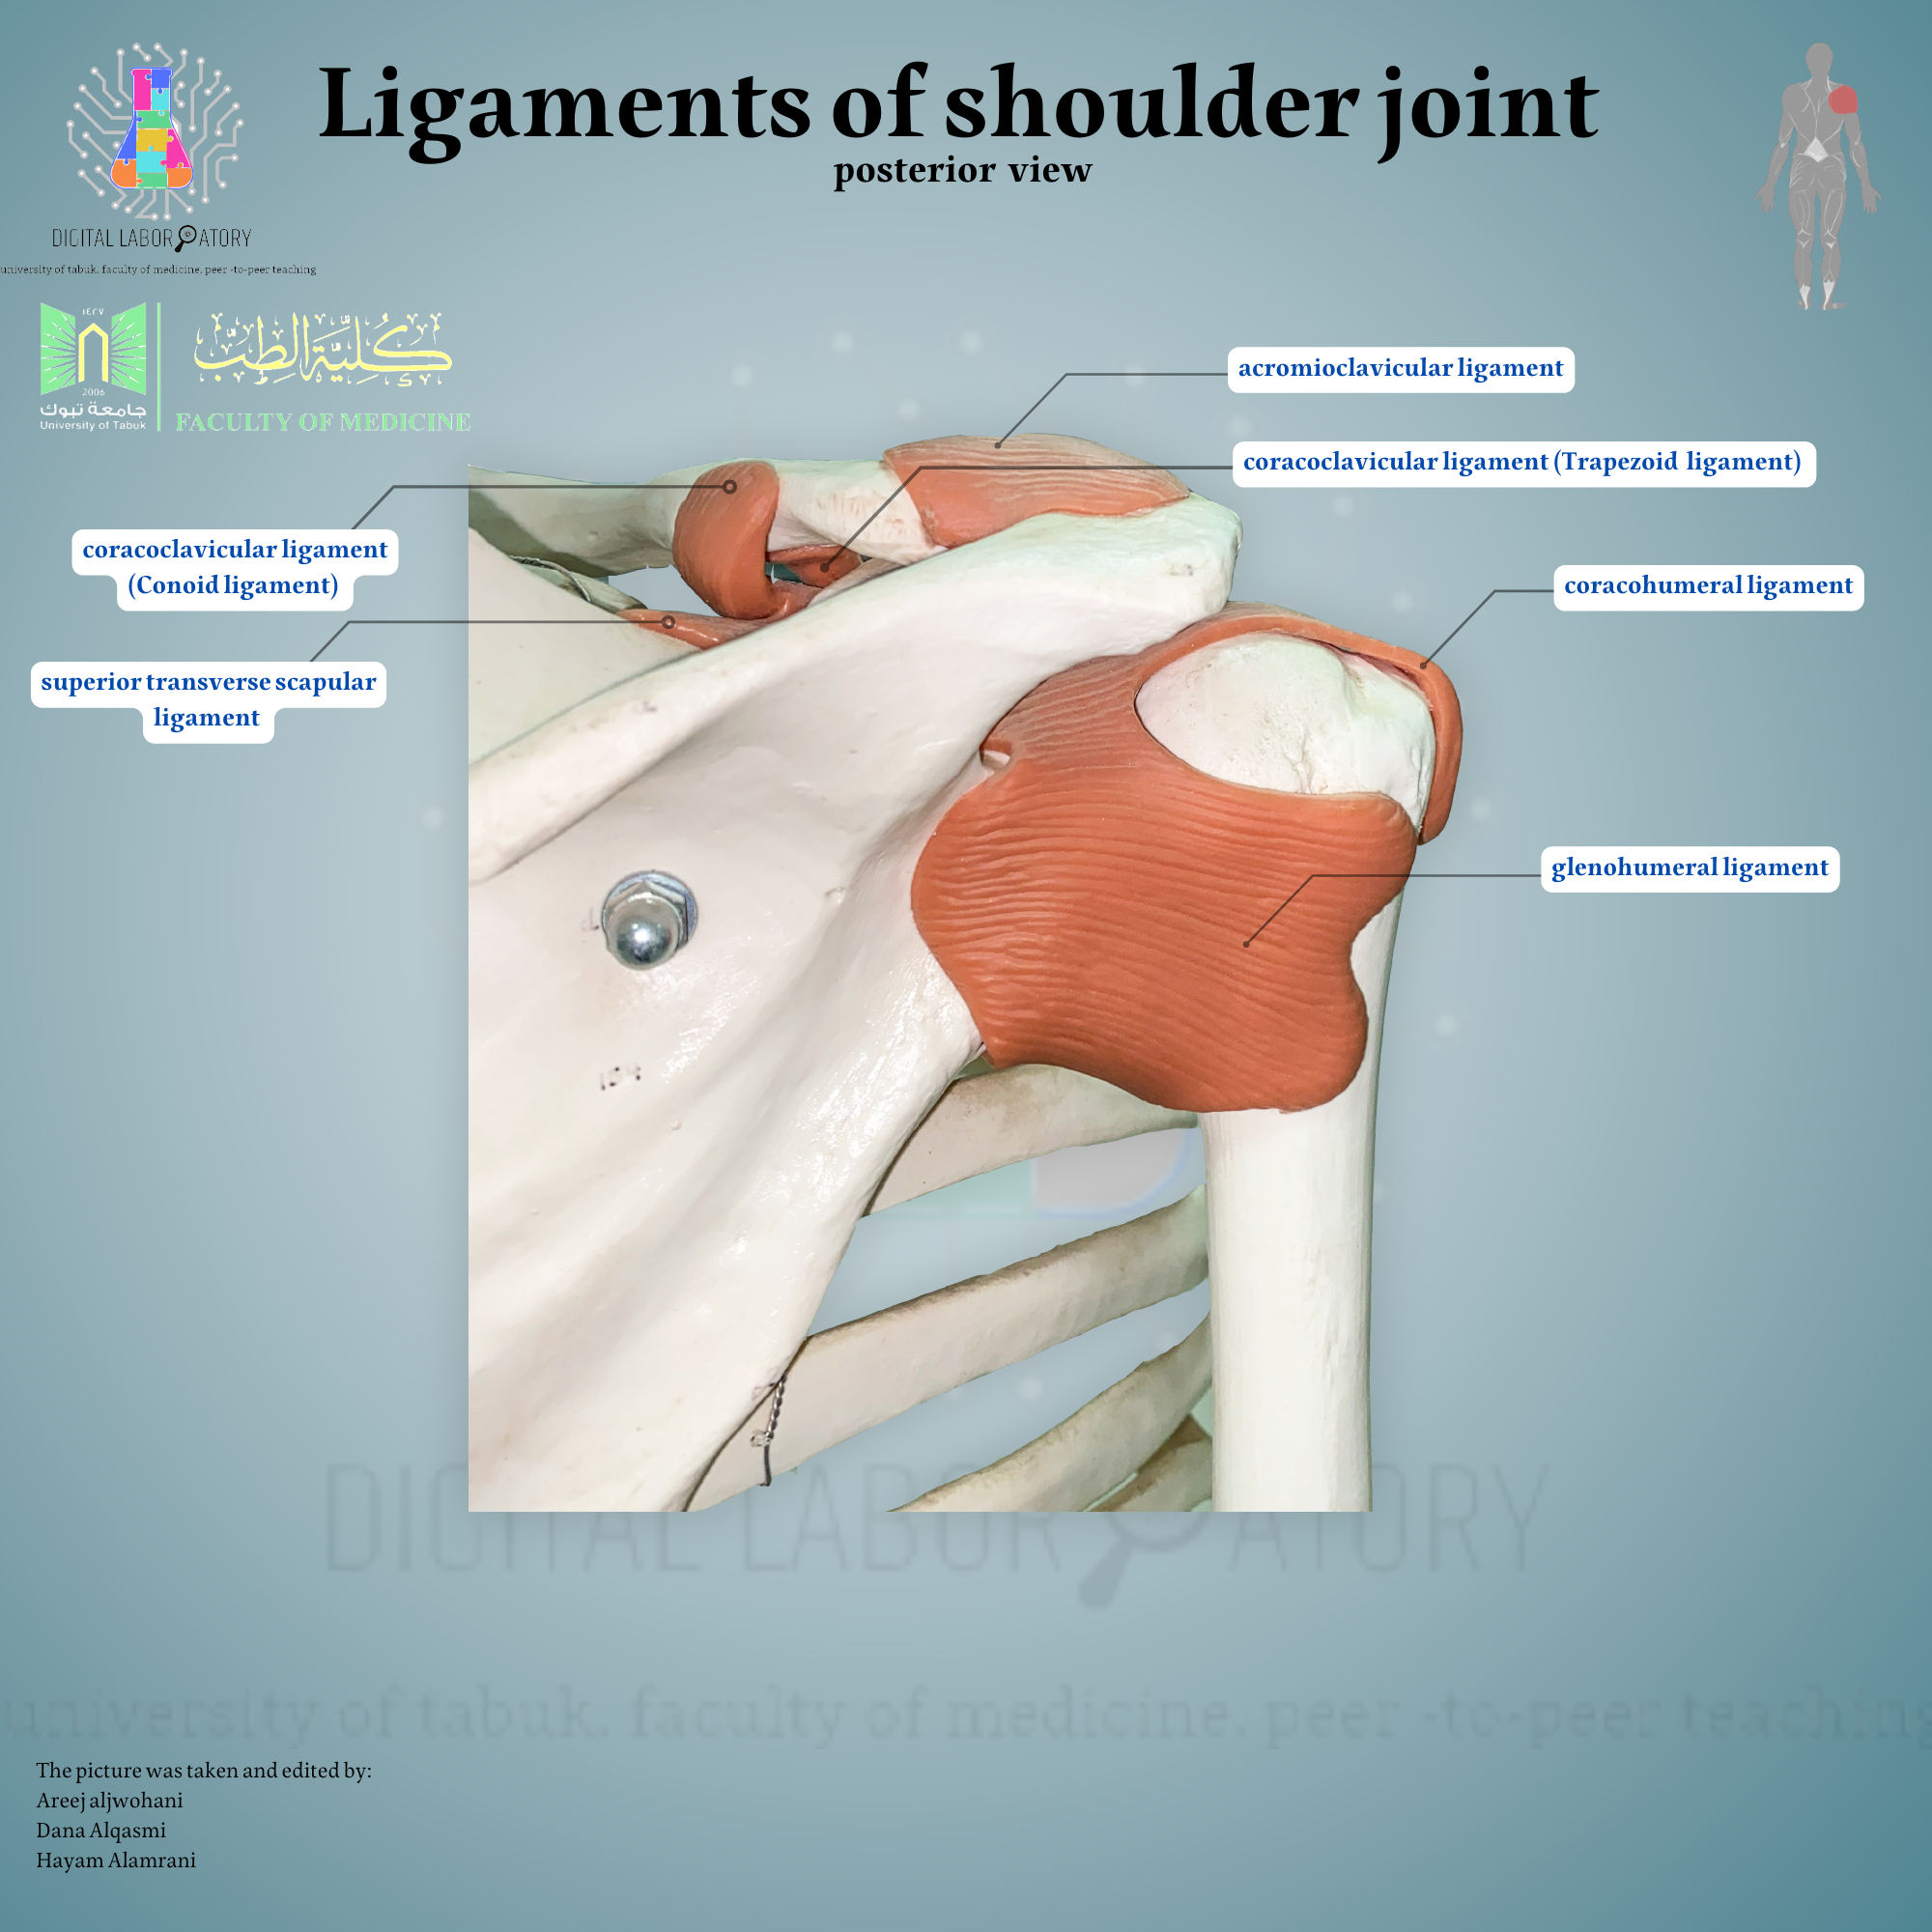 Ligaments of shoulder joint
posterior view
DIGITAL LABORATORY
university of tabuk. faculty of medicine. peer -to-peer teaching
١٤٢٧
2006
جامعة تبوك
University of Tabuk
كُلِيَّة الطِّبّ
FACULTY OF MEDICINE
acromioclavicular ligament
coracoclavicular ligament (Trapezoid ligament)
coracoclavicular ligament
(Conoid ligament)
coracohumeral ligament
superior transverse scapular
ligament
glenohumeral ligament
DIGITAL LABORATORY
university of tabuk. faculty of medicine. peer -to-peer teaching
The picture was taken and edited by:
Areej aljwohani
Dana Alqasmi
Hayam Alamrani